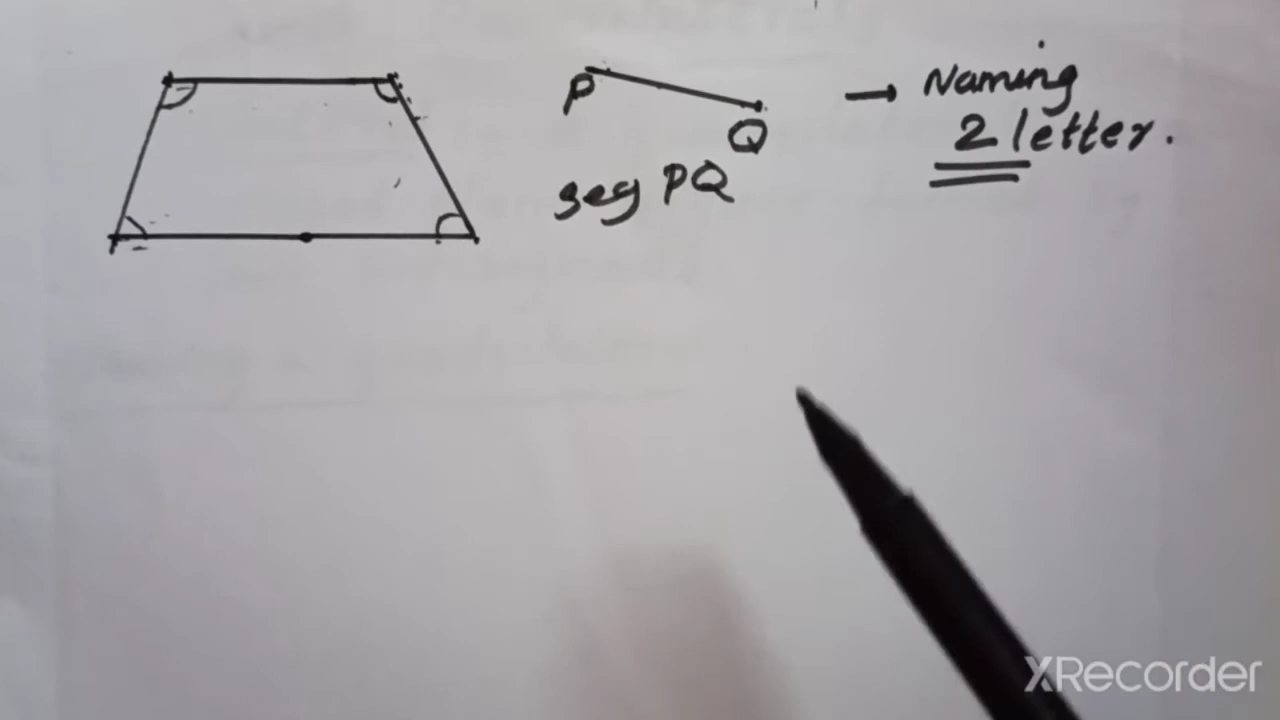 P
Q
seg PQ
→ Naming
2 letter.
XRecorder